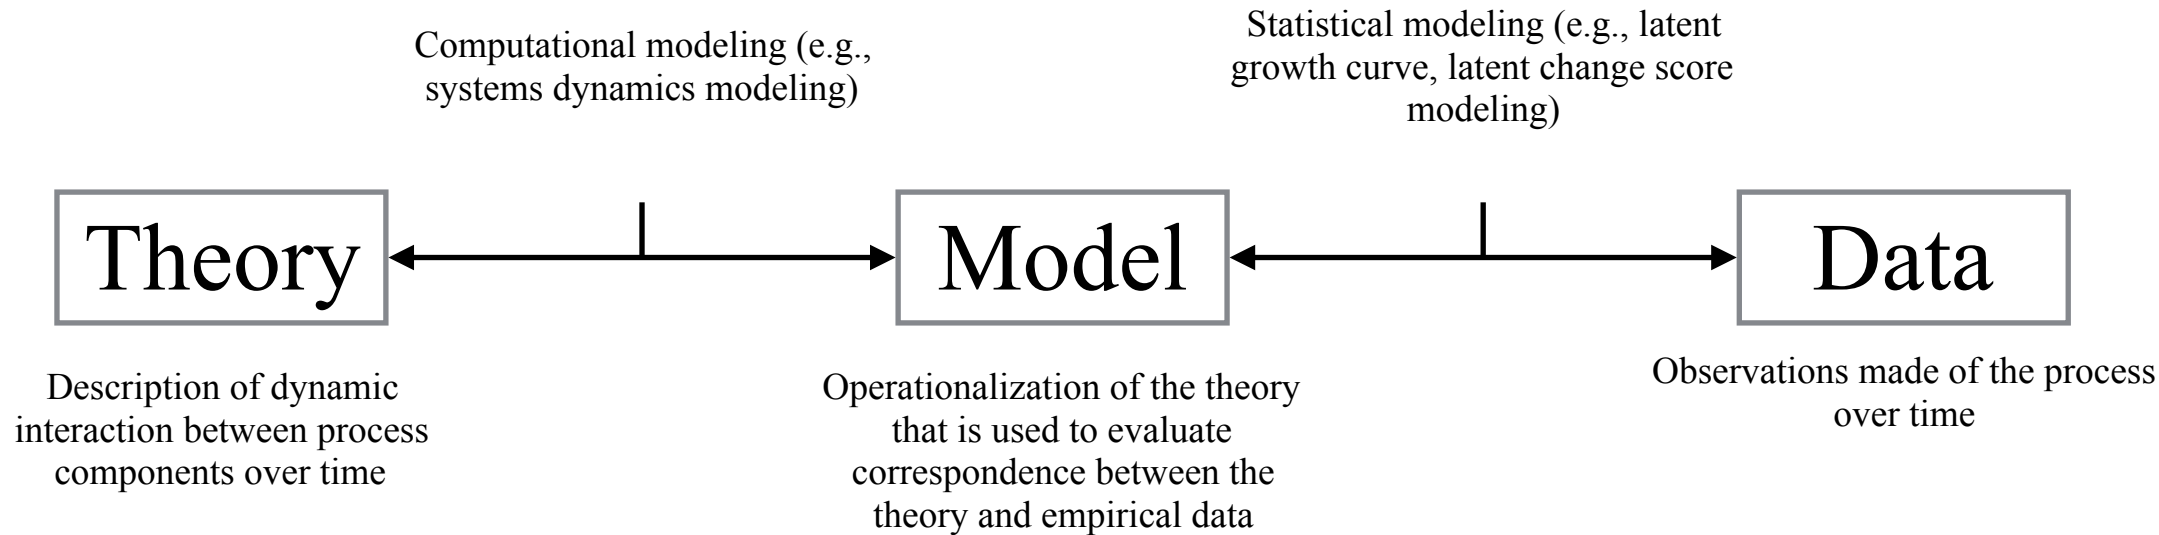 Computational modeling (e.g.,
systems dynamics modeling)
Statistical modeling (e.g., latent
growth curve, latent change score
modeling)
Theory
Model
Data
Description of dynamic
interaction between process
components over time
Operationalization of the theory
that is used to evaluate
correspondence between the
theory and empirical data
Observations made of the process
over time